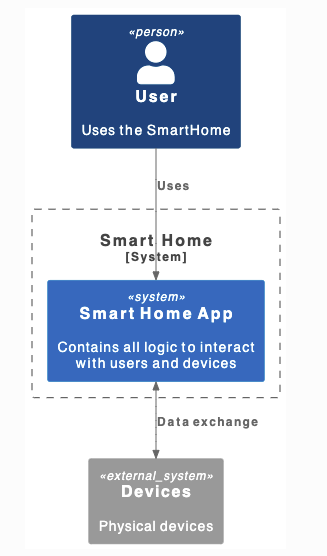 «person»
User
Uses the SmartHome
Uses
Smart Home
[System]
«system»
Smart Home App
Contains all logic to interact
with users and devices
Data exchange
«external_system»
Devices
Physical devices